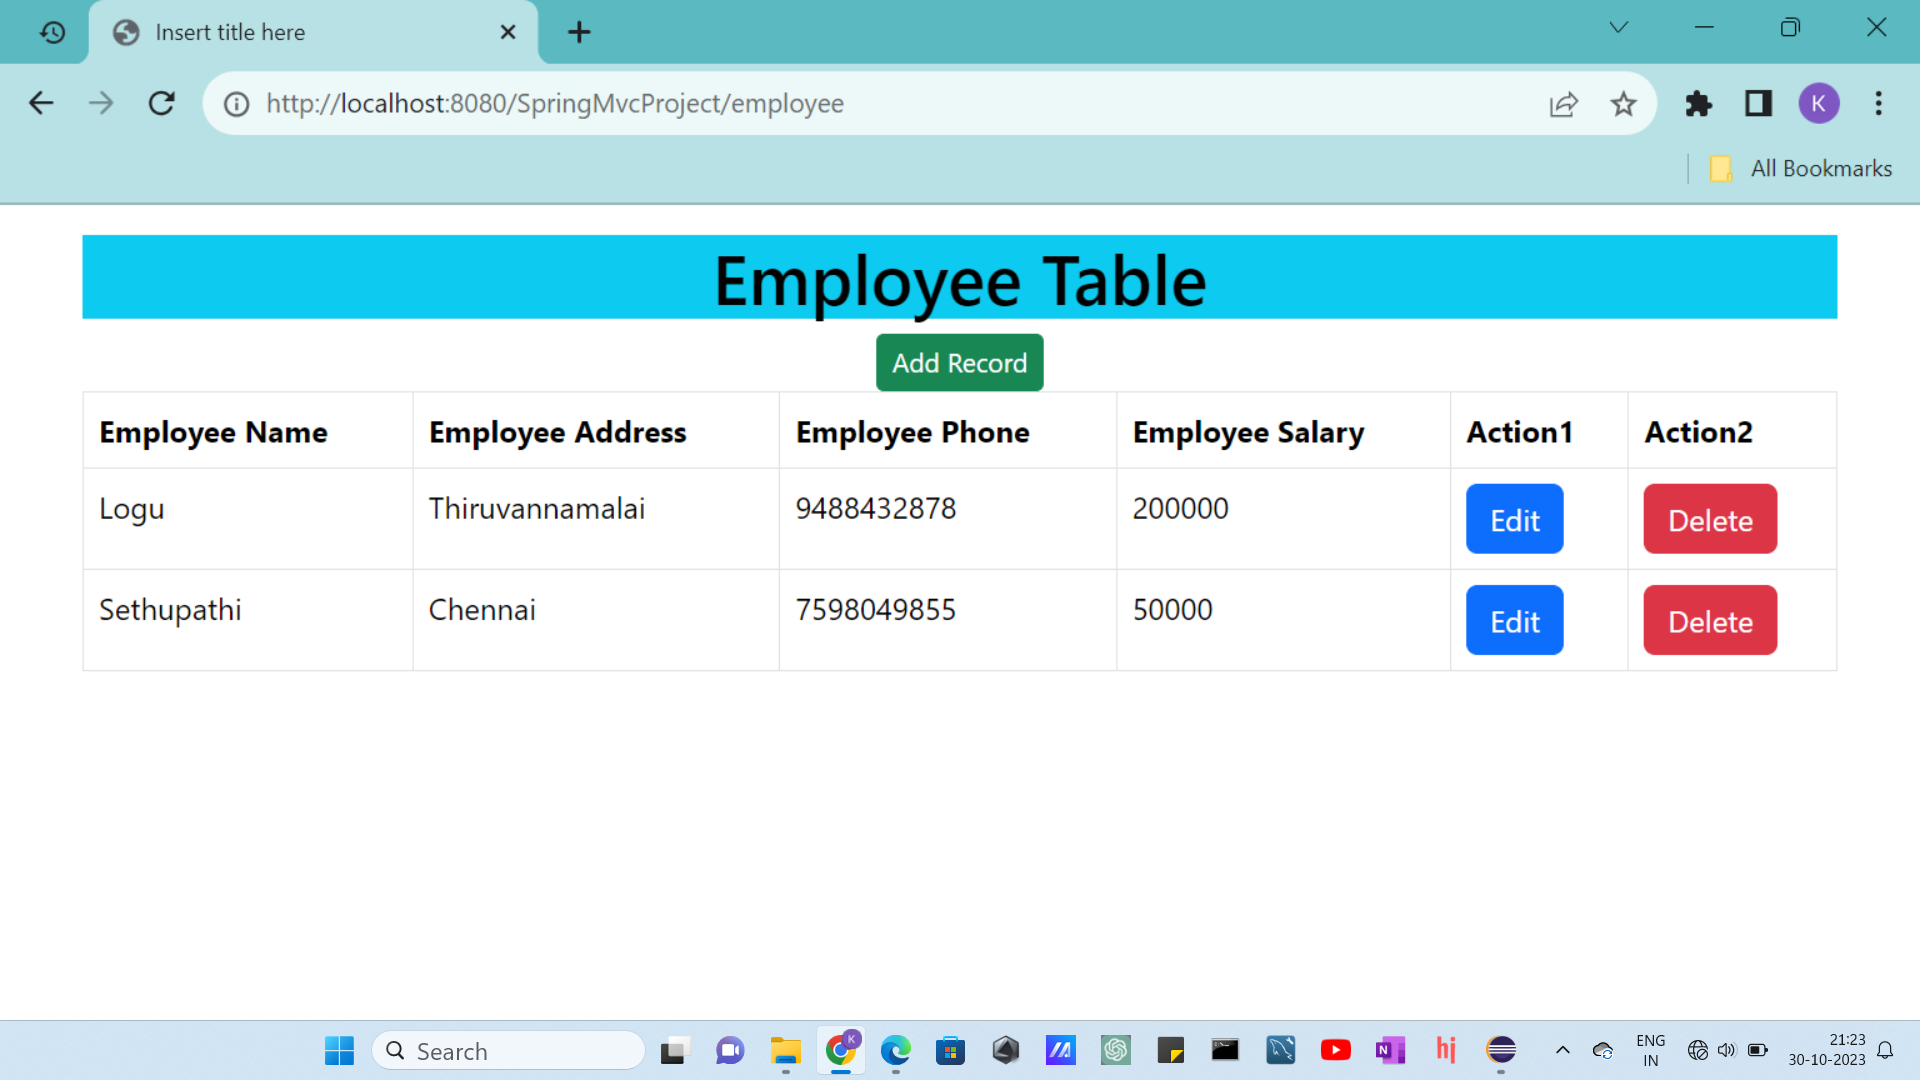 Insert title here
http://localhost:8080/SpringMvcProject/employee
K
All Bookmarks
Employee Table
Add Record
Employee Name Employee Address Employee Phone Employee Salary Action1 Action2
Logu Thiruvannamalai 9488432878 200000 Edit Delete
Sethupathi Chennai 7598049855 50000 Edit Delete
Search
K
N
hj
ENG
IN
21:23
30-10-2023